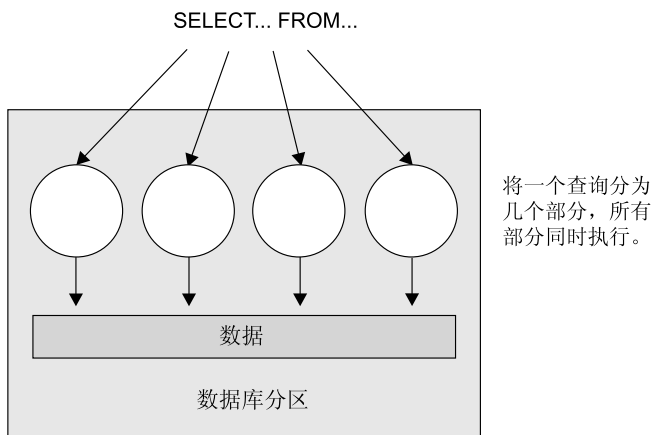 SELECT... FROM...
将一个查询分为
几个部分，所有
部分同时执行。
数据
数据库分区